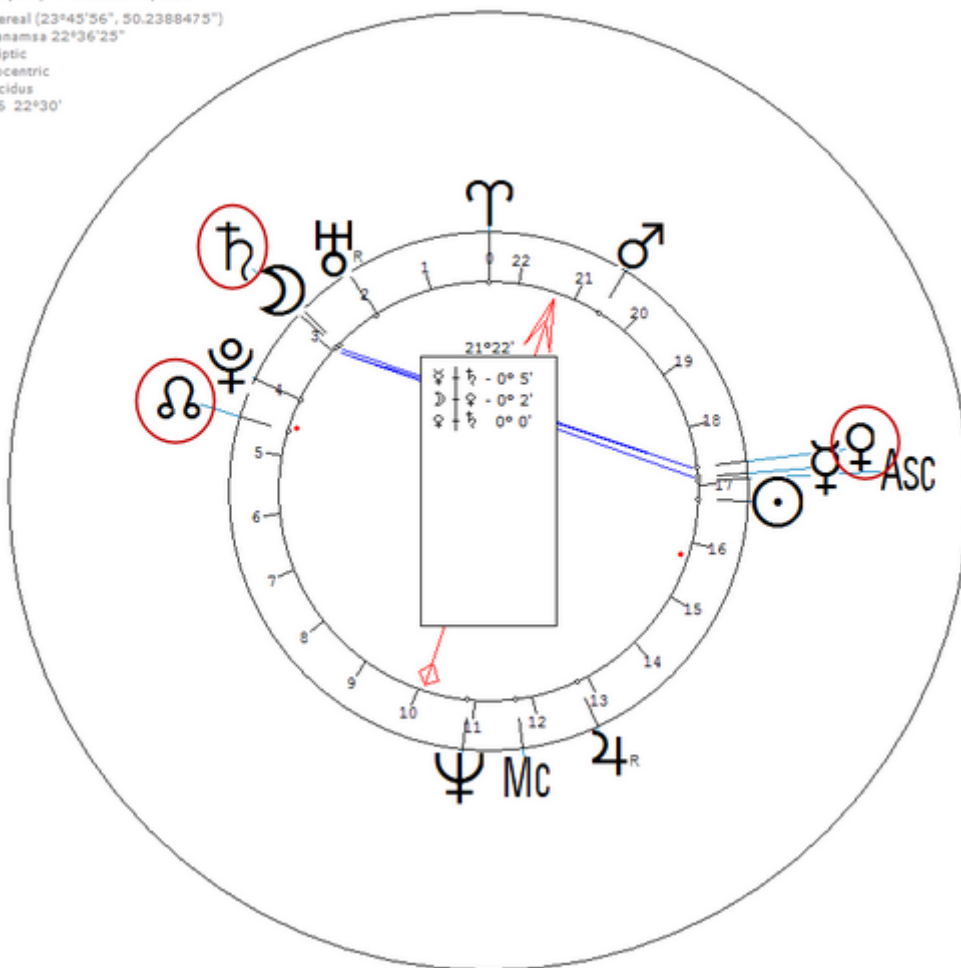 ereal (23°45'56", 50.2388475")
namsa 22°36'25"
iptic
ocentric
cidus
22°30'
♈
♄ ☽ ♅ R
♂
0 22 21 20 19 18 17 16 15 14 13 12 11 10 9 8 7 6 5 4 3 2 1
21°22'
☿ ♄ - 0° 5'
☽ ♀ - 0° 2'
♀ ♄ 0° 0'
♇
☊
☿ ♀ Asc
☉
♆ Mc ♃ R